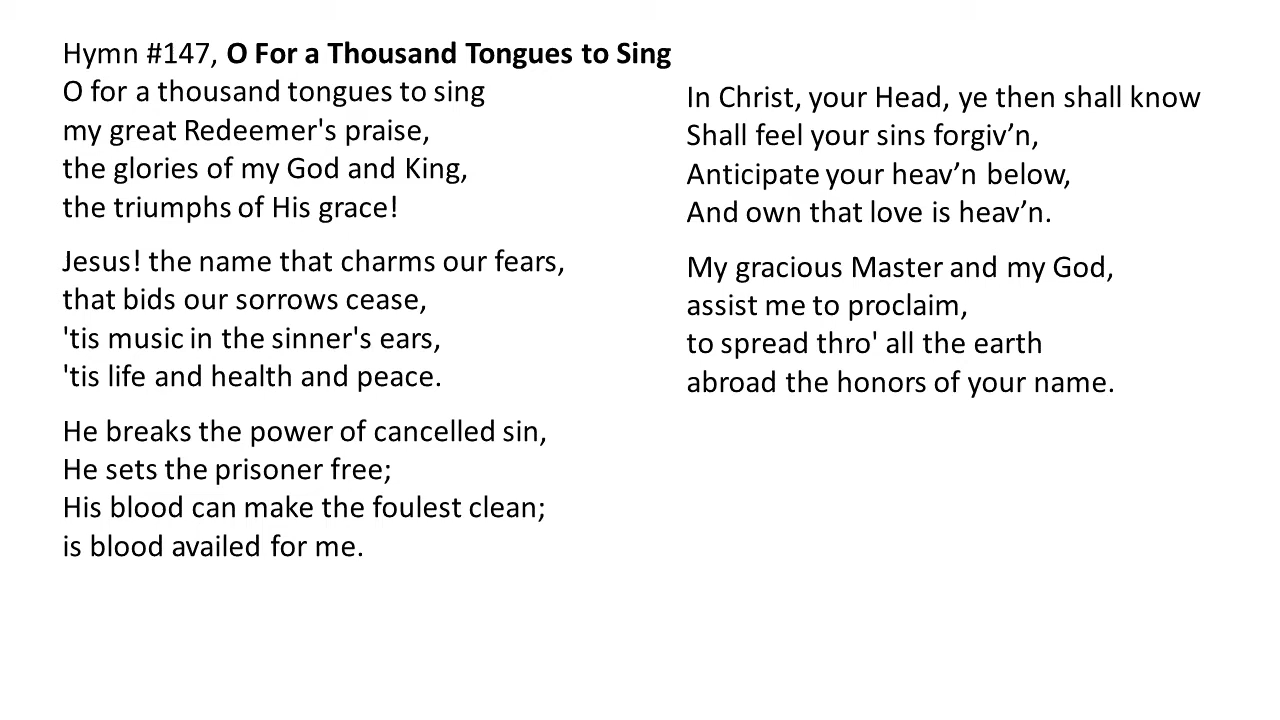 Hymn #147, O For a Thousand Tongues to Sing
O for a thousand tongues to sing
my great Redeemer's praise,
the glories of my God and King,
the triumphs of His grace!
Jesus! the name that charms our fears,
that bids our sorrows cease,
'tis music in the sinner's ears,
'tis life and health and peace.
He breaks the power of cancelled sin,
He sets the prisoner free;
His blood can make the foulest clean;
is blood availed for me.
In Christ, your Head, ye then shall know
Shall feel your sins forgiv’n,
Anticipate your heav’n below,
And own that love is heav’n.
My gracious Master and my God,
assist me to proclaim,
to spread thro' all the earth
abroad the honors of your name.